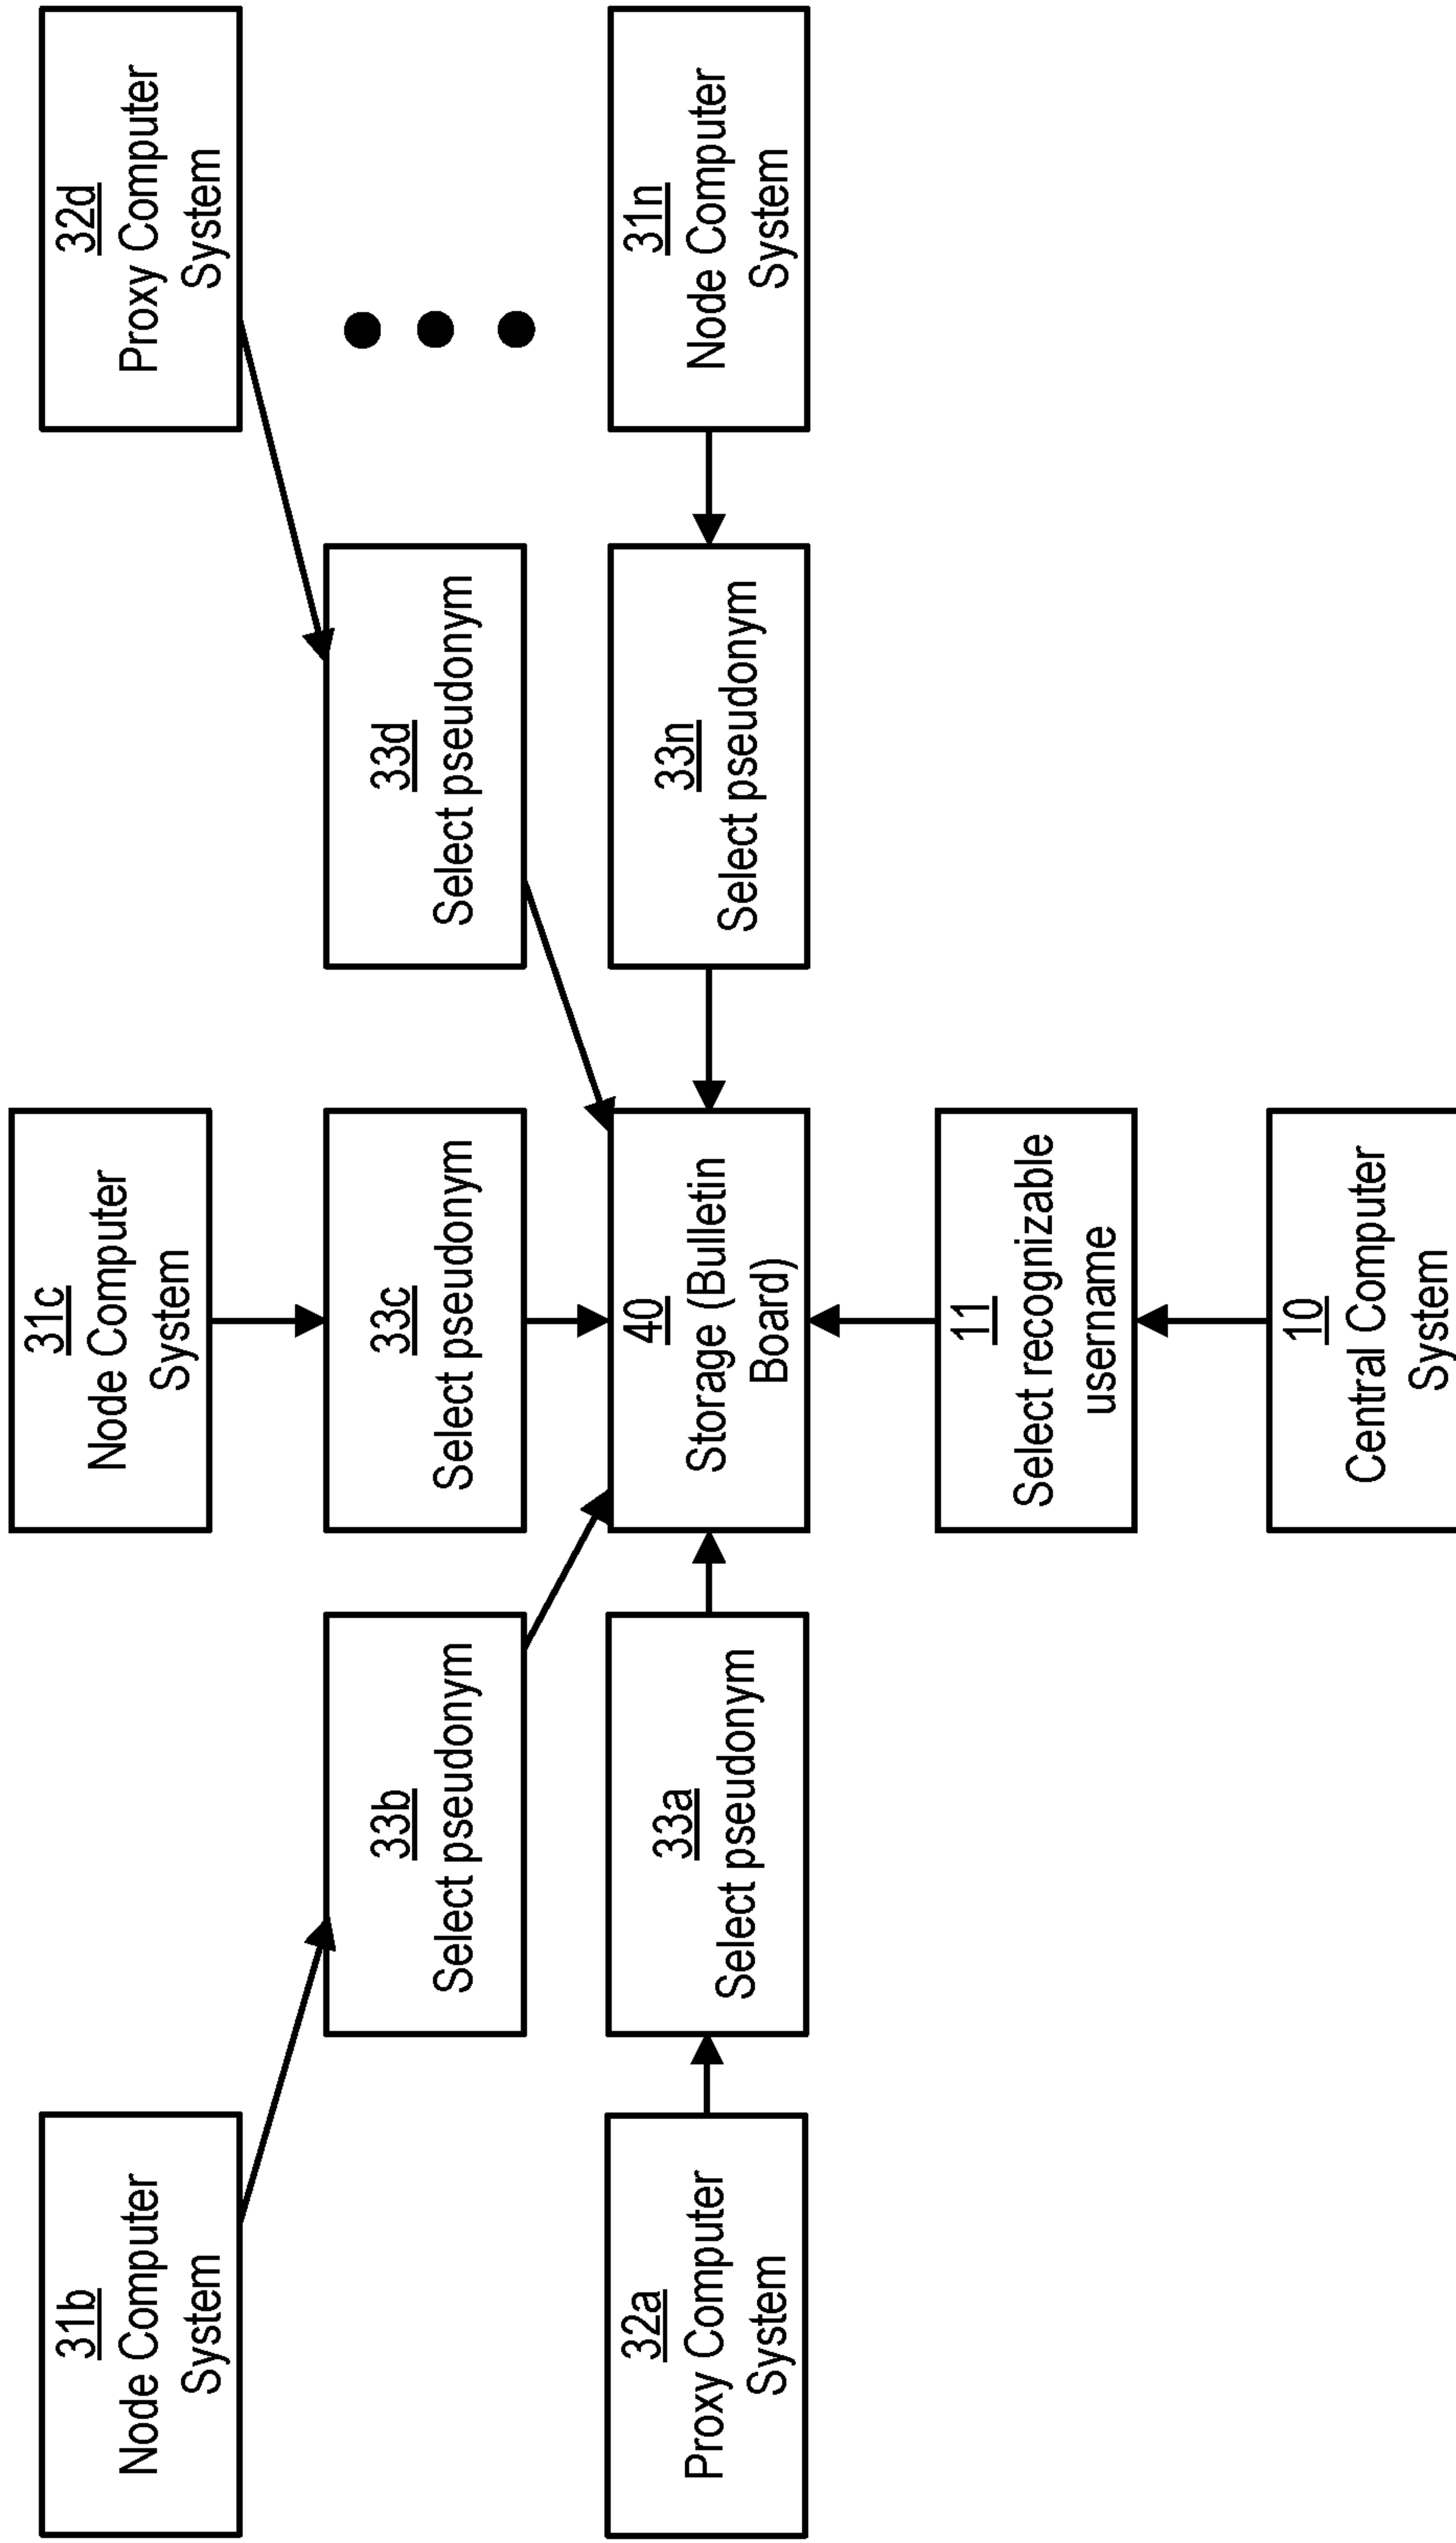 31b
Node Computer
System
31c
Node Computer
System
32d
Proxy Computer
System
33b
Select pseudonym
33c
Select pseudonym
33d
Select pseudonym
32a
Proxy Computer
System
33a
Select pseudonym
40
Storage (Bulletin
Board)
33n
Select pseudonym
31n
Node Computer
System
11
Select recognizable
username
10
Central Computer
System